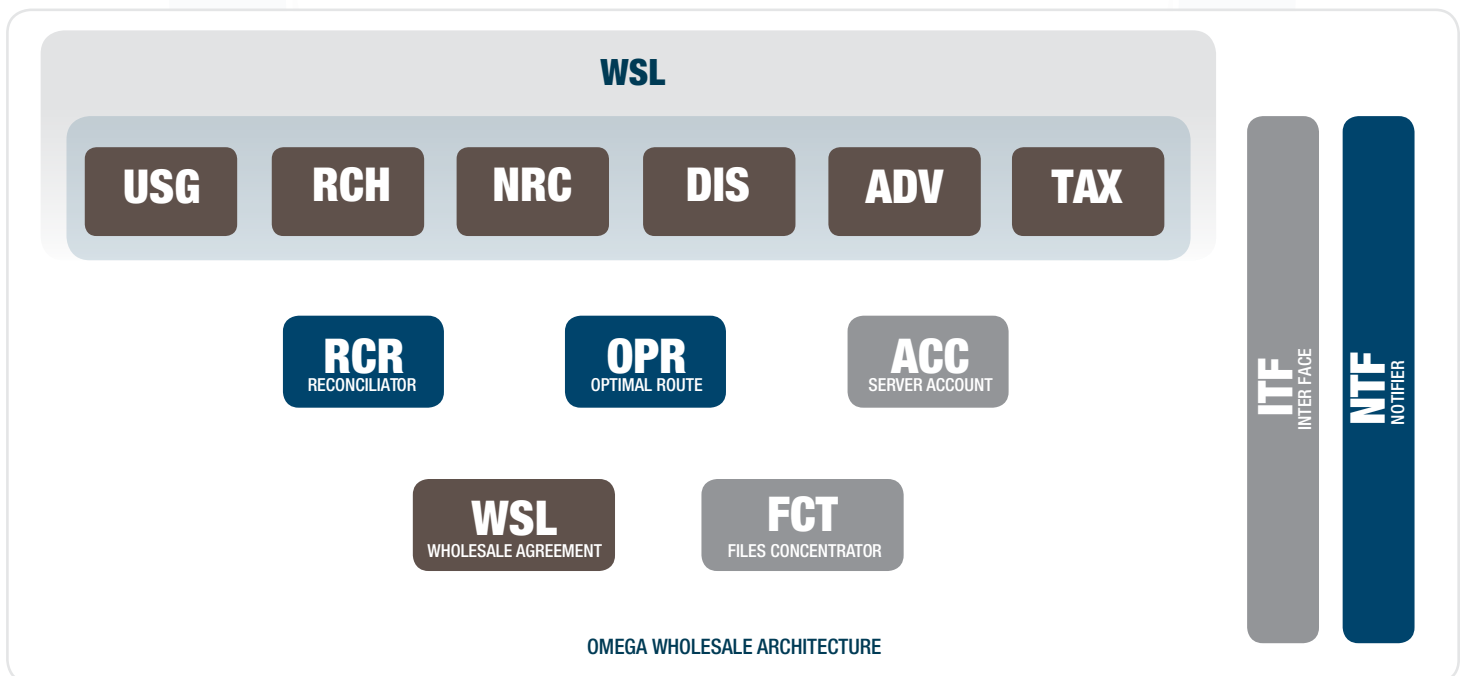 WSL
USG
RCH
NRC
DIS
ADV
TAX
RCR
RECONCILIATOR
OPR
OPTIMAL ROUTE
ACC
SERVER ACCOUNT
WSL
WHOLESALE AGREEMENT
FCT
FILES CONCENTRATOR
ITF
INTER FACE
NTF
NOTIFIER
OMEGA WHOLESALE ARCHITECTURE